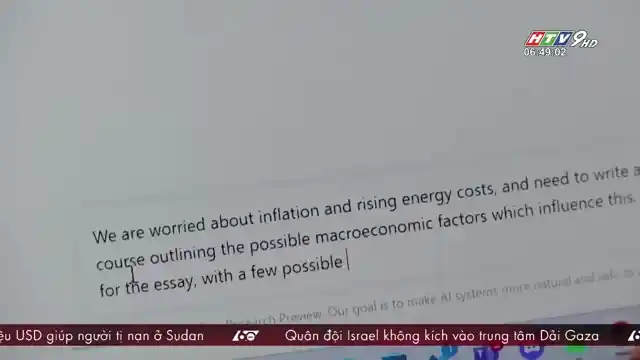 HTV9HD
06:49:02
We are worried about inflation and rising energy costs, and need to write a
course outlining the possible macroeconomic factors which influence this.
for the essay, with a few possible
Research Preview. Our goal is to make AI systems more natural and safe to
USD giúp người tị nạn ở Sudan 60 Quân đội Israel không kích vào trung tâm Dải Gaza